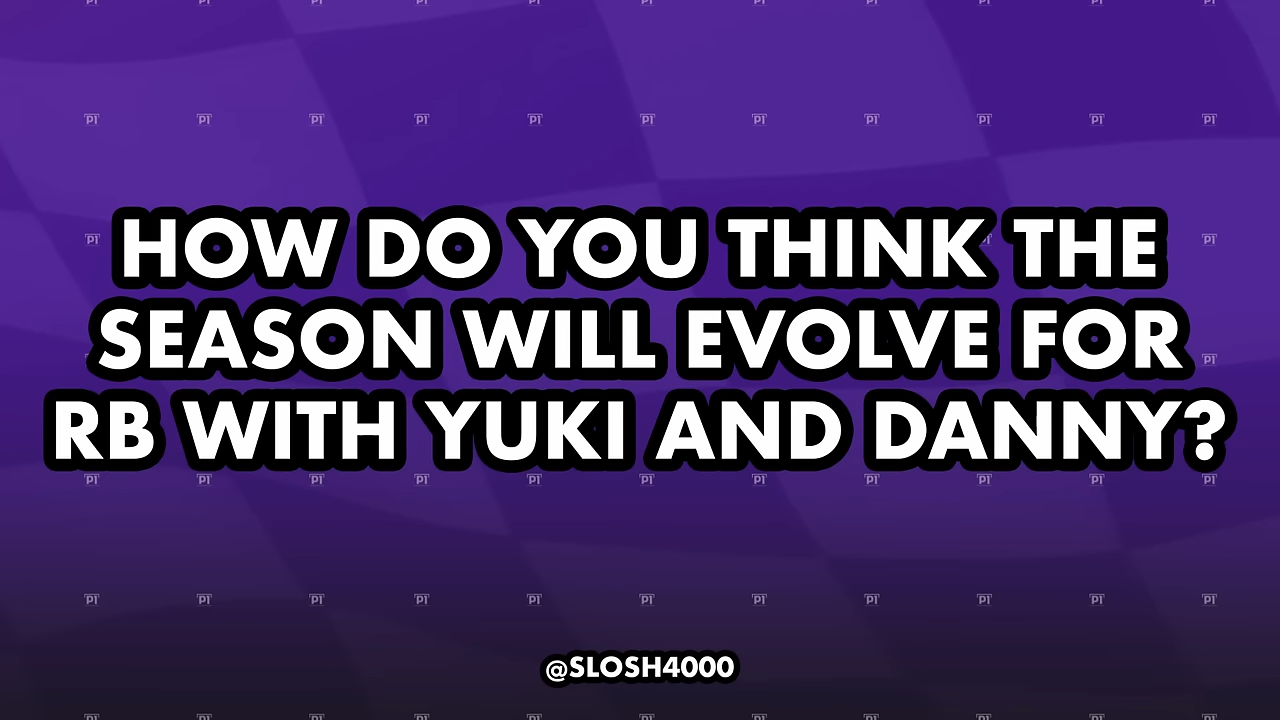 HOW DO YOU THINK THE
SEASON WILL EVOLVE FOR
RB WITH YUKI AND DANNY?
@SLOSH4000